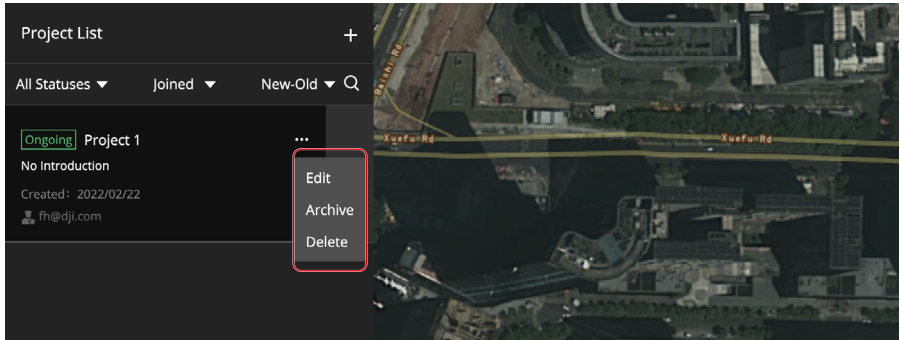 Project List +
All Statuses Joined New-Old
Ongoing Project 1 ...
No Introduction
Created: 2022/02/22
fh@dji.com
Edit
Archive
Delete
Baishi Rd
Xuefu Rd
Xuefu Rd